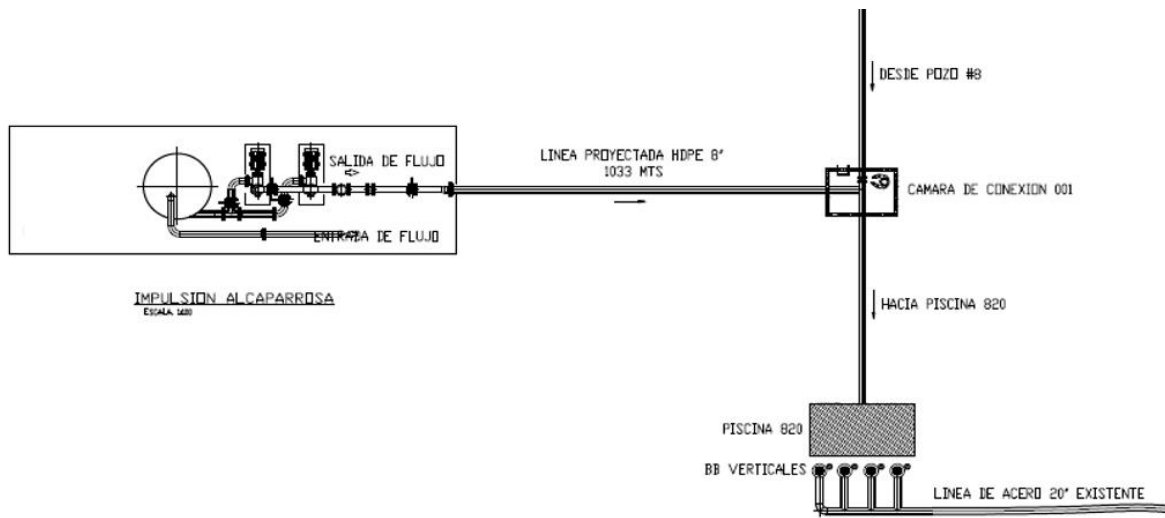 DESDE POZO #8
SALIDA DE FLUJO
LINEA PROYECTADA HDPE 8"
1033 MTS
CAMARA DE CONEXION 001
ENTRADA DE FLUJO
IMPULSION ALCAPARROSA
ESCALA
HACIA PISCINA 820
PISCINA 820
BB VERTICALES
LINEA DE ACERO 20" EXISTENTE